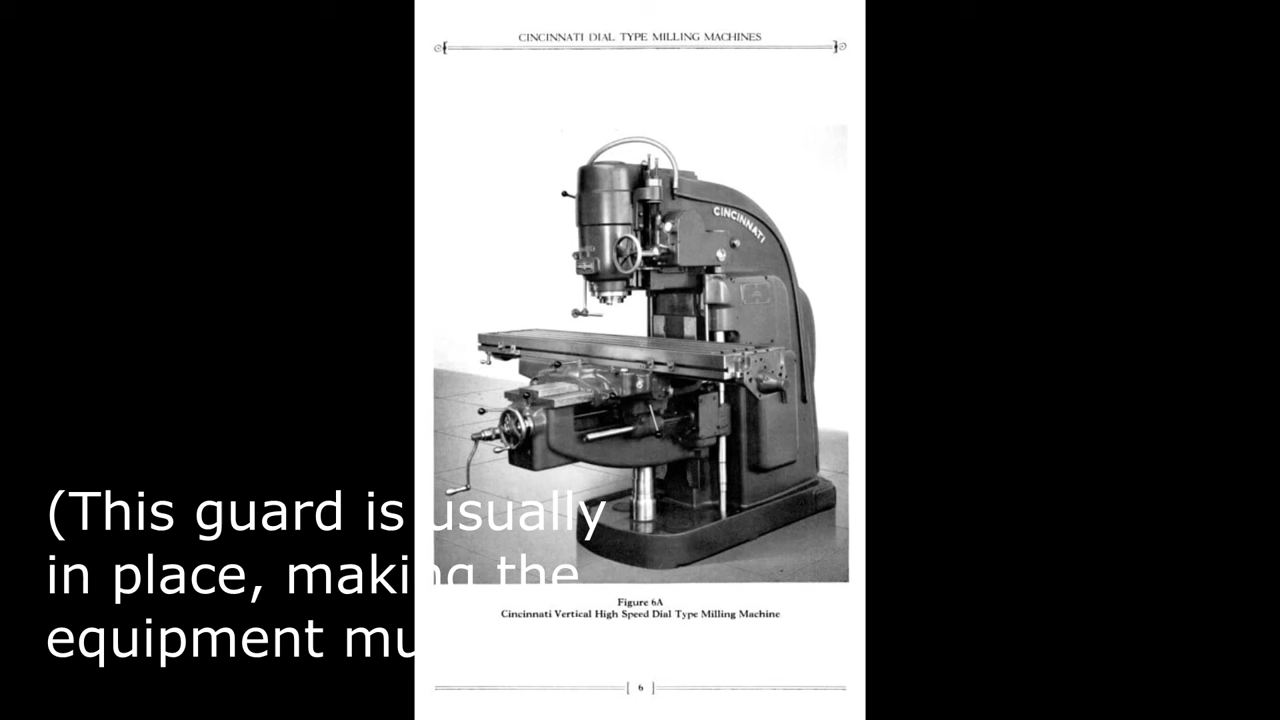 CINCINNATI DIAL TYPE MILLING MACHINES
CINCINNATI
(This guard is usually
in place, making the
equipment mu
Figure 6A
Cincinnati Vertical High Speed Dial Type Milling Machine
6